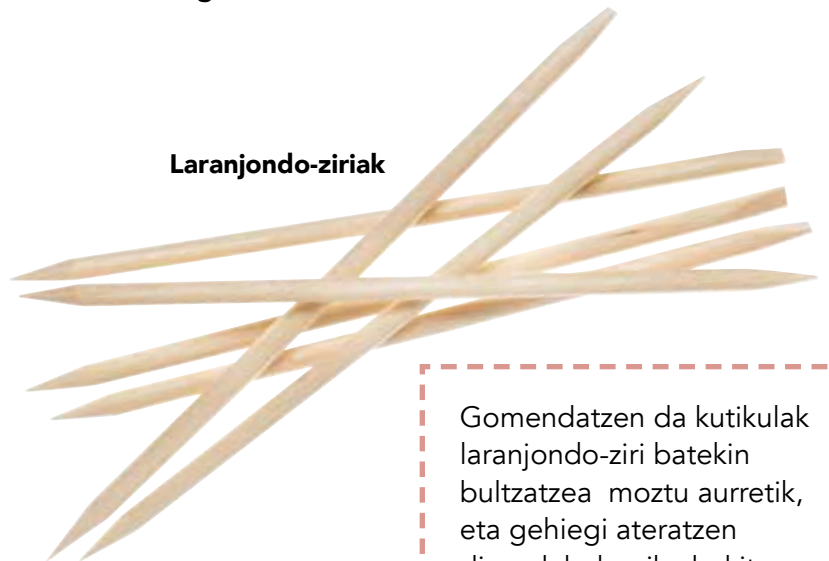 Laranjondo-ziriak
Gomendatzen da kutikulak
laranjondo-ziri batekin
bultzatzea moztu aurretik,
eta gehiegi ateratzen